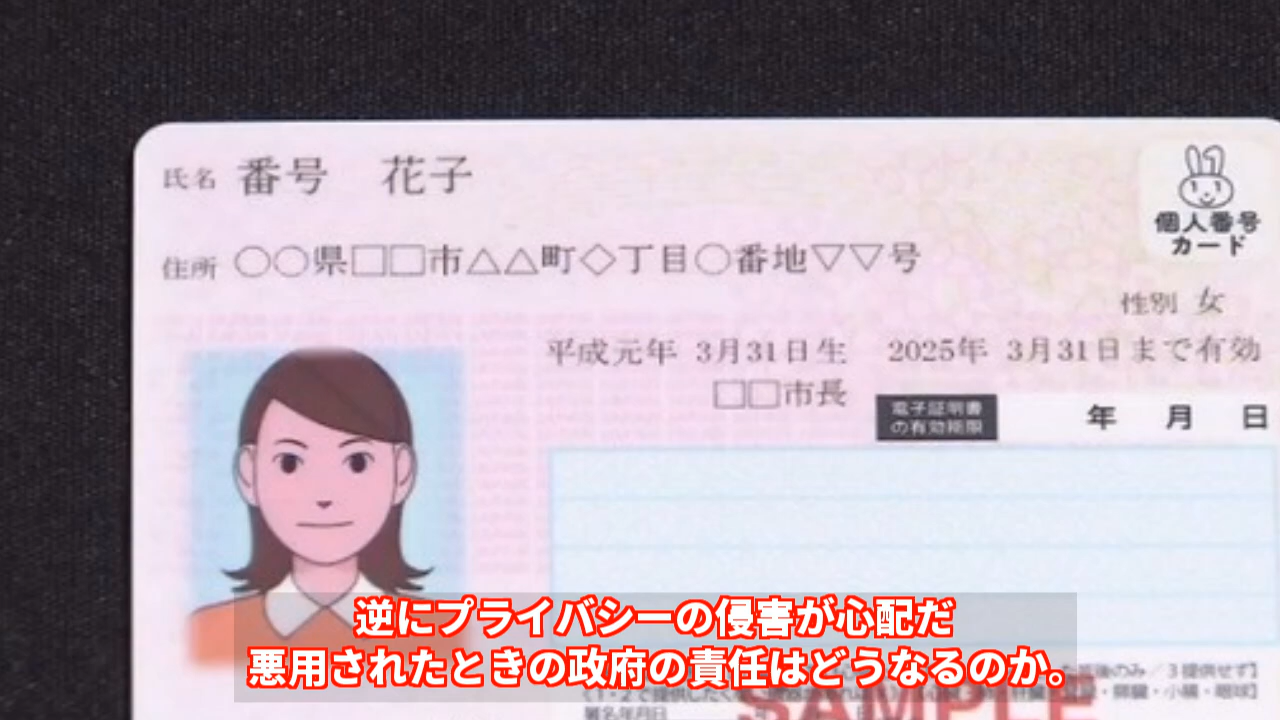 氏名 番号 花子
個人番号
カード
住所 ○○県□□市△△町◇丁目○番地▽▽号
性別 女
平成元年 3月31日生 2025年 3月31日まで有効
□□市長
電子証明書
の有効期限
年 月 日
逆にプライバシーの侵害が心配だ
悪用されたときの政府の責任はどうなるのか。
SAMPLE
署名年月日